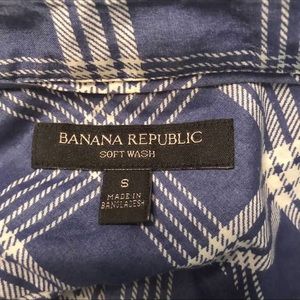 BANANA REPUBLIC
SOFT WASH
S
MADE IN
BANGLADESH